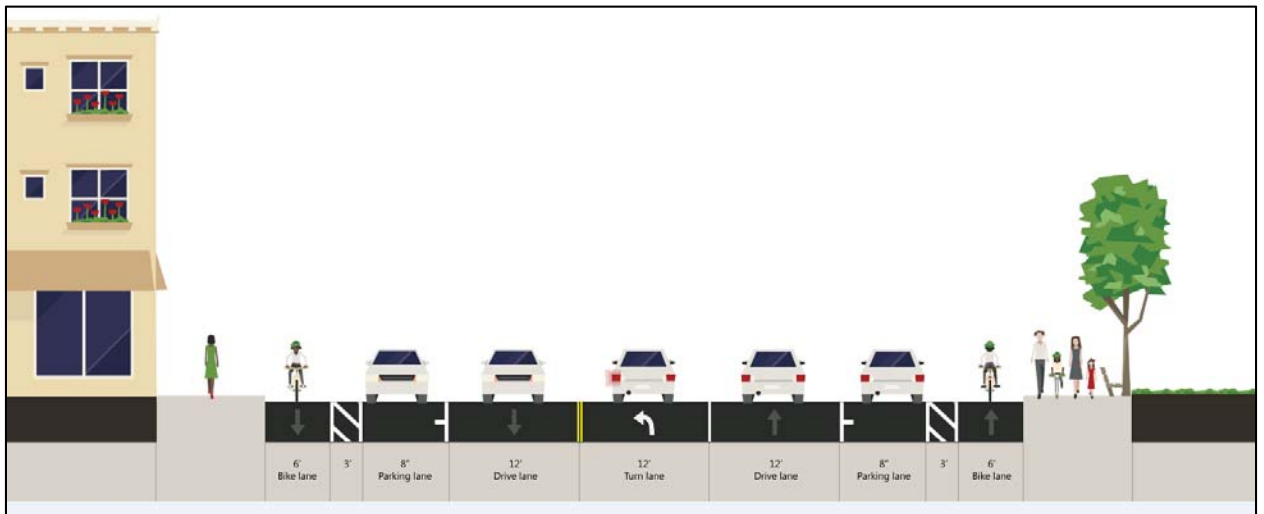 6'
Bike lane
3'
8"
Parking lane
12'
Drive lane
12'
Turn lane
12'
Drive lane
8"
Parking lane
3'
6'
Bike lane